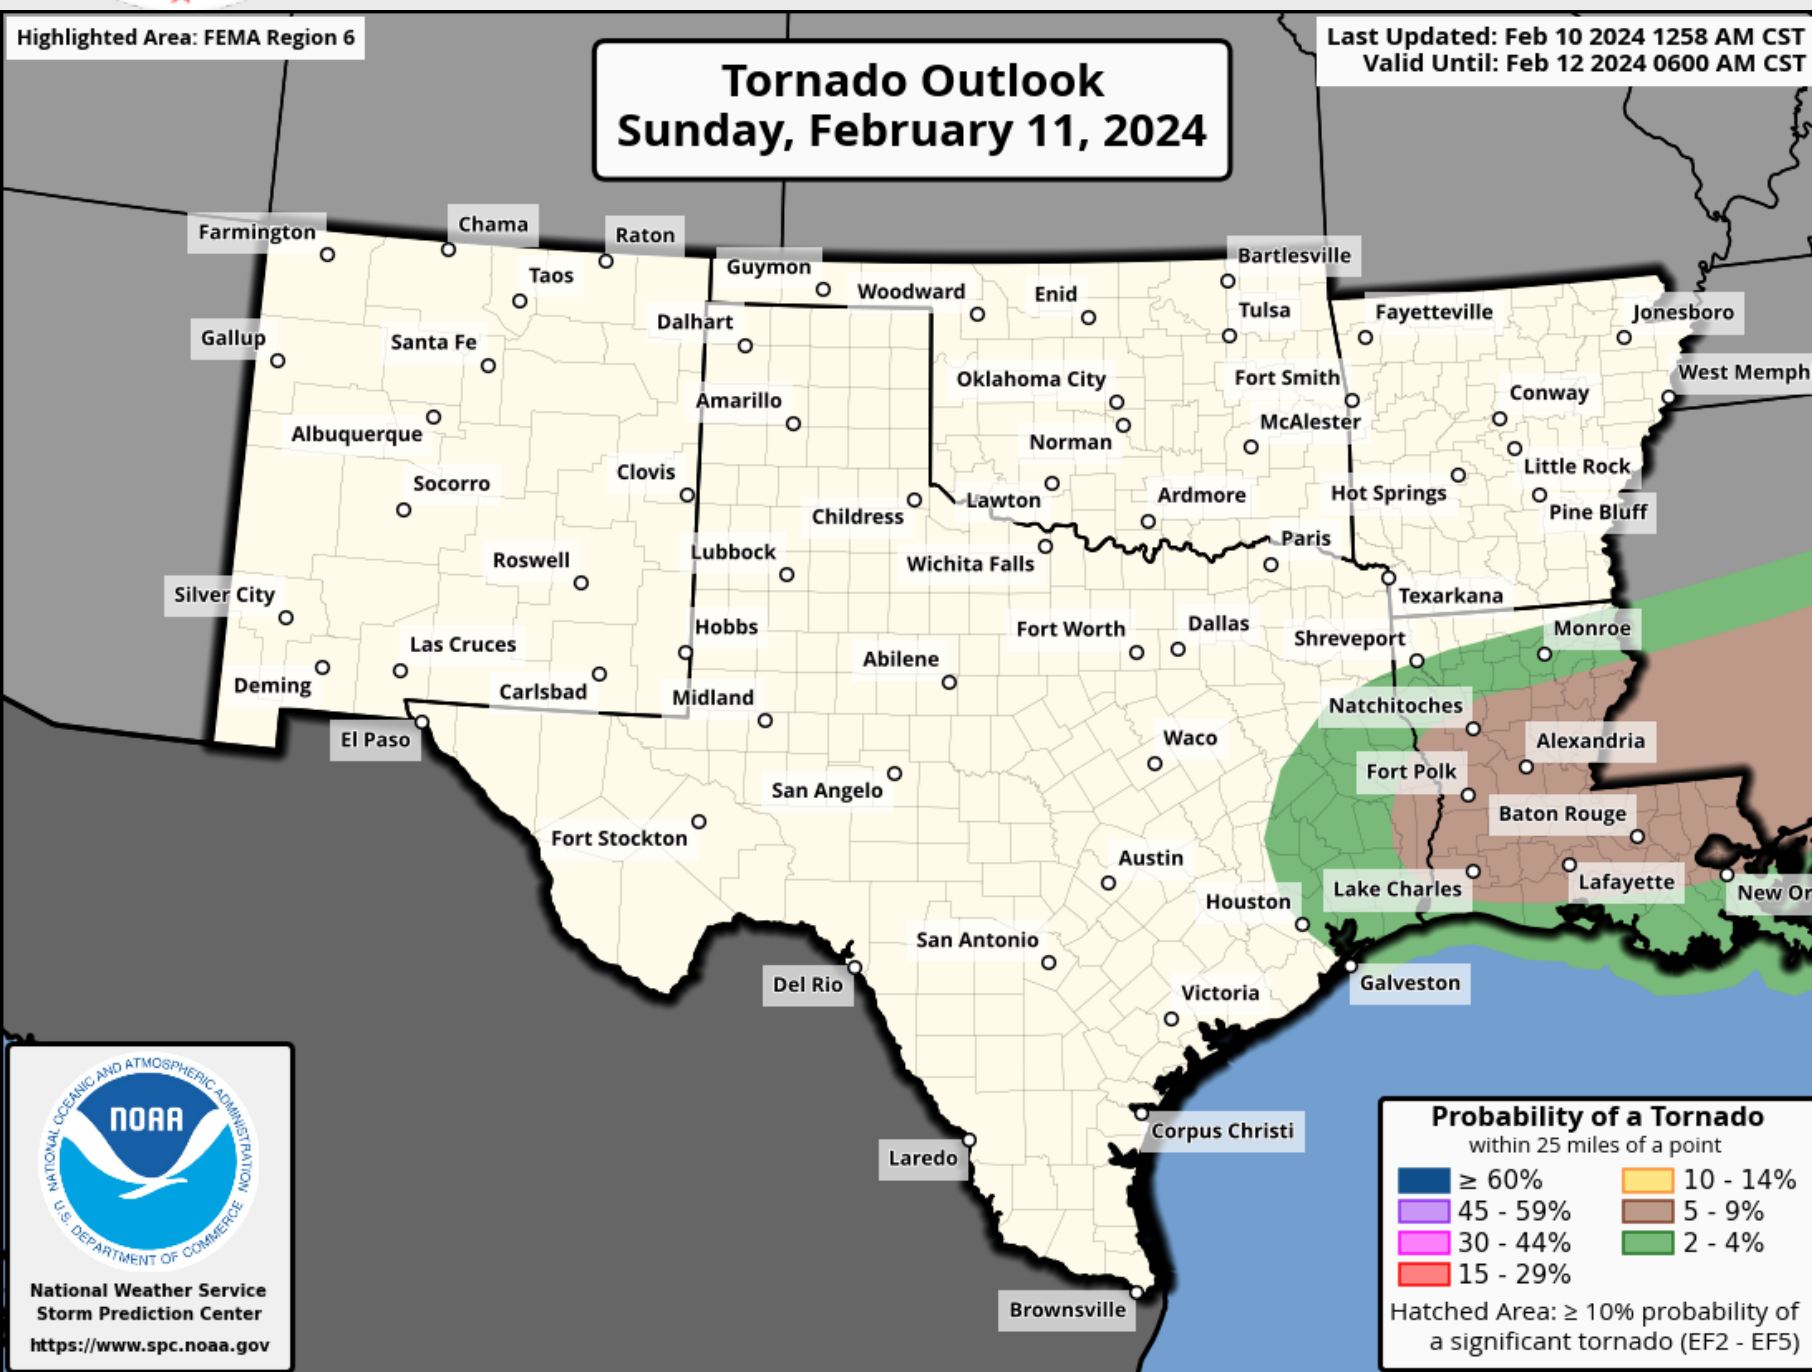 Highlighted Area: FEMA Region 6
Tornado Outlook
Sunday, February 11, 2024
Last Updated: Feb 10 2024 1258 AM CST
Valid Until: Feb 12 2024 0600 AM CST
Farmington
Chama
Raton
Taos
Guymon
Woodward
Enid
Bartlesville
Tulsa
Fayetteville
Jonesboro
Gallup
Santa Fe
Dalhart
Oklahoma City
Fort Smith
West Memph
Albuquerque
Amarillo
Norman
McAlester
Conway
Little Rock
Socorro
Clovis
Childress
Lawton
Ardmore
Hot Springs
Pine Bluff
Silver City
Roswell
Lubbock
Wichita Falls
Paris
Texarkana
Las Cruces
Hobbs
Abilene
Fort Worth
Dallas
Shreveport
Monroe
Deming
Carlsbad
Midland
Natchitoches
El Paso
San Angelo
Waco
Fort Polk
Alexandria
Fort Stockton
Austin
Baton Rouge
Houston
Lake Charles
Lafayette
New Or
Del Rio
San Antonio
Victoria
Galveston
Laredo
Corpus Christi
Brownsville
NATIONAL OCEANIC AND ATMOSPHERIC ADMINISTRATION
NOAA
U.S. DEPARTMENT OF COMMERCE
National Weather Service
Storm Prediction Center
https://www.spc.noaa.gov
Probability of a Tornado
within 25 miles of a point
≥ 60%
45 - 59%
30 - 44%
15 - 29%
10 - 14%
5 - 9%
2 - 4%
Hatched Area: ≥ 10% probability of
a significant tornado (EF2 - EF5)